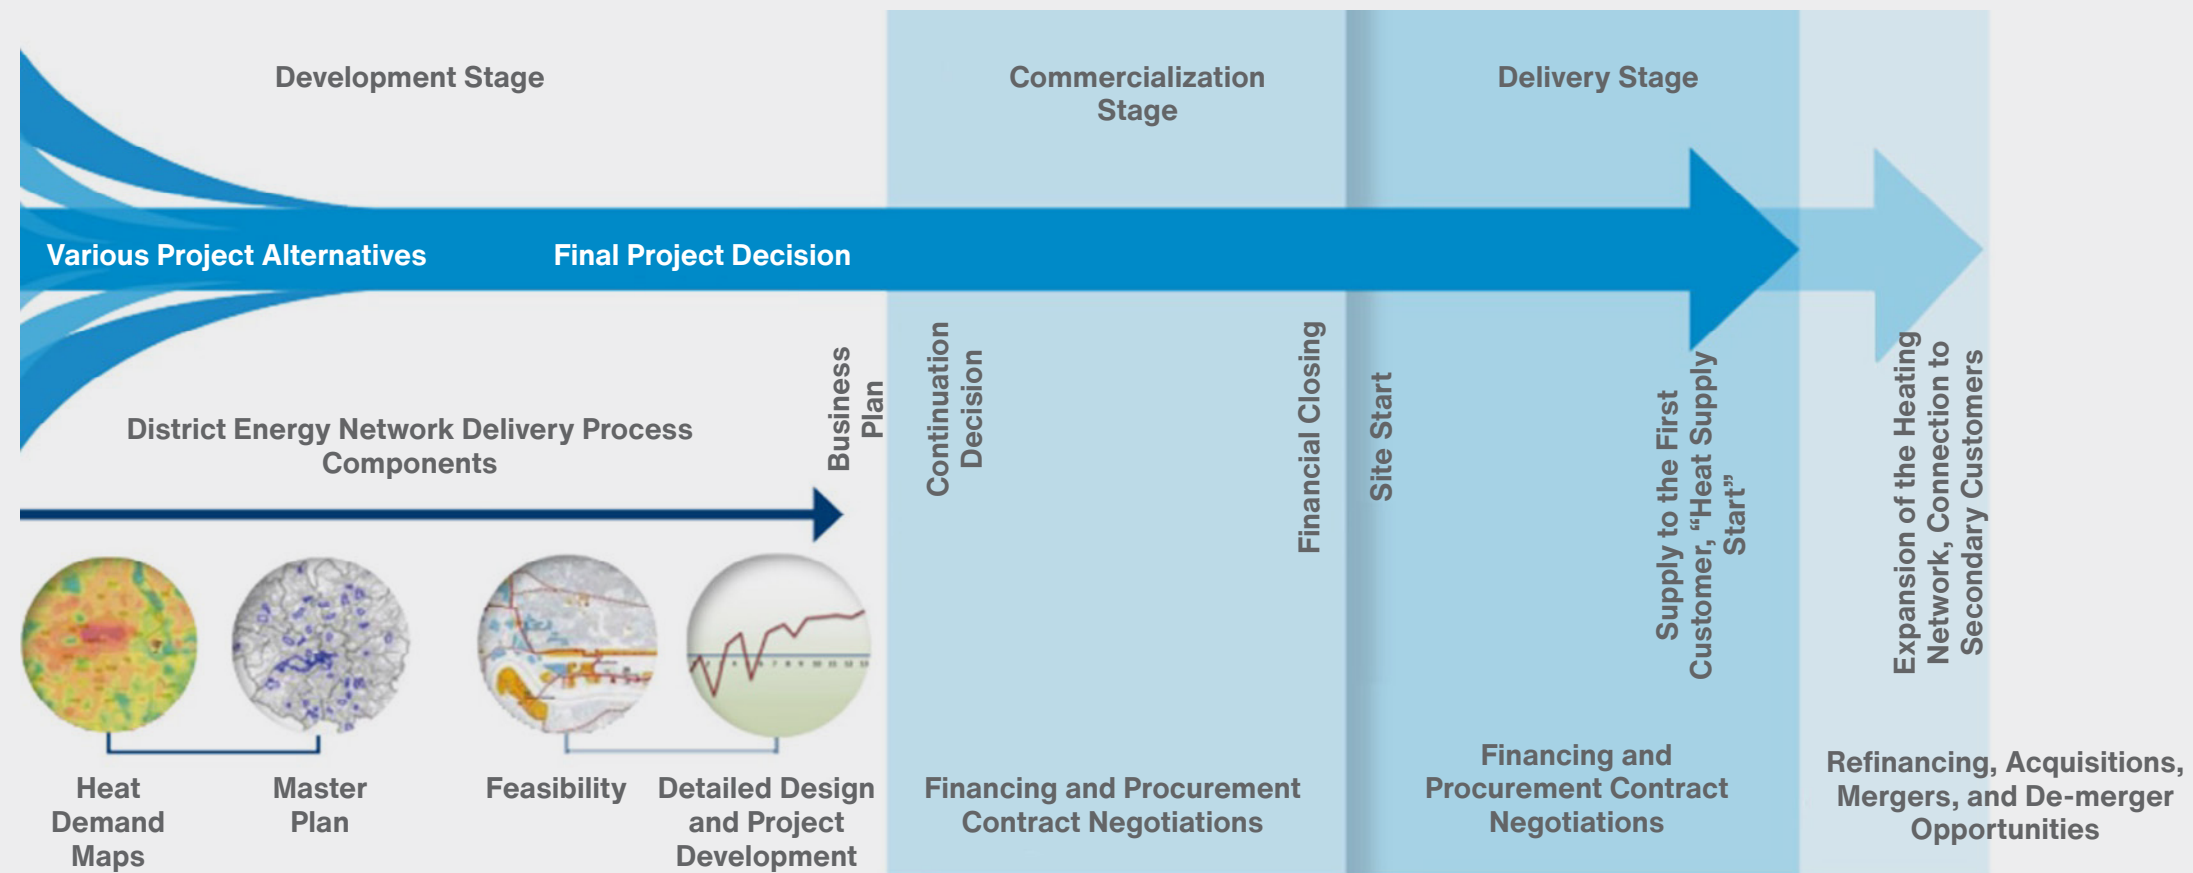 Development Stage
Commercialization
Stage
Delivery Stage
Various Project Alternatives
Final Project Decision
District Energy Network Delivery Process
Components
Business
Plan
Continuation
Decision
Financial Closing
Site Start
Supply to the First
Customer, “Heat Supply
Start”
Expansion of the Heating
Network, Connection to
Secondary Customers
Heat
Demand
Maps
Master
Plan
Feasibility
Detailed Design
and Project
Development
Financing and Procurement
Contract Negotiations
Financing and
Procurement Contract
Negotiations
Refinancing, Acquisitions,
Mergers, and De-merger
Opportunities